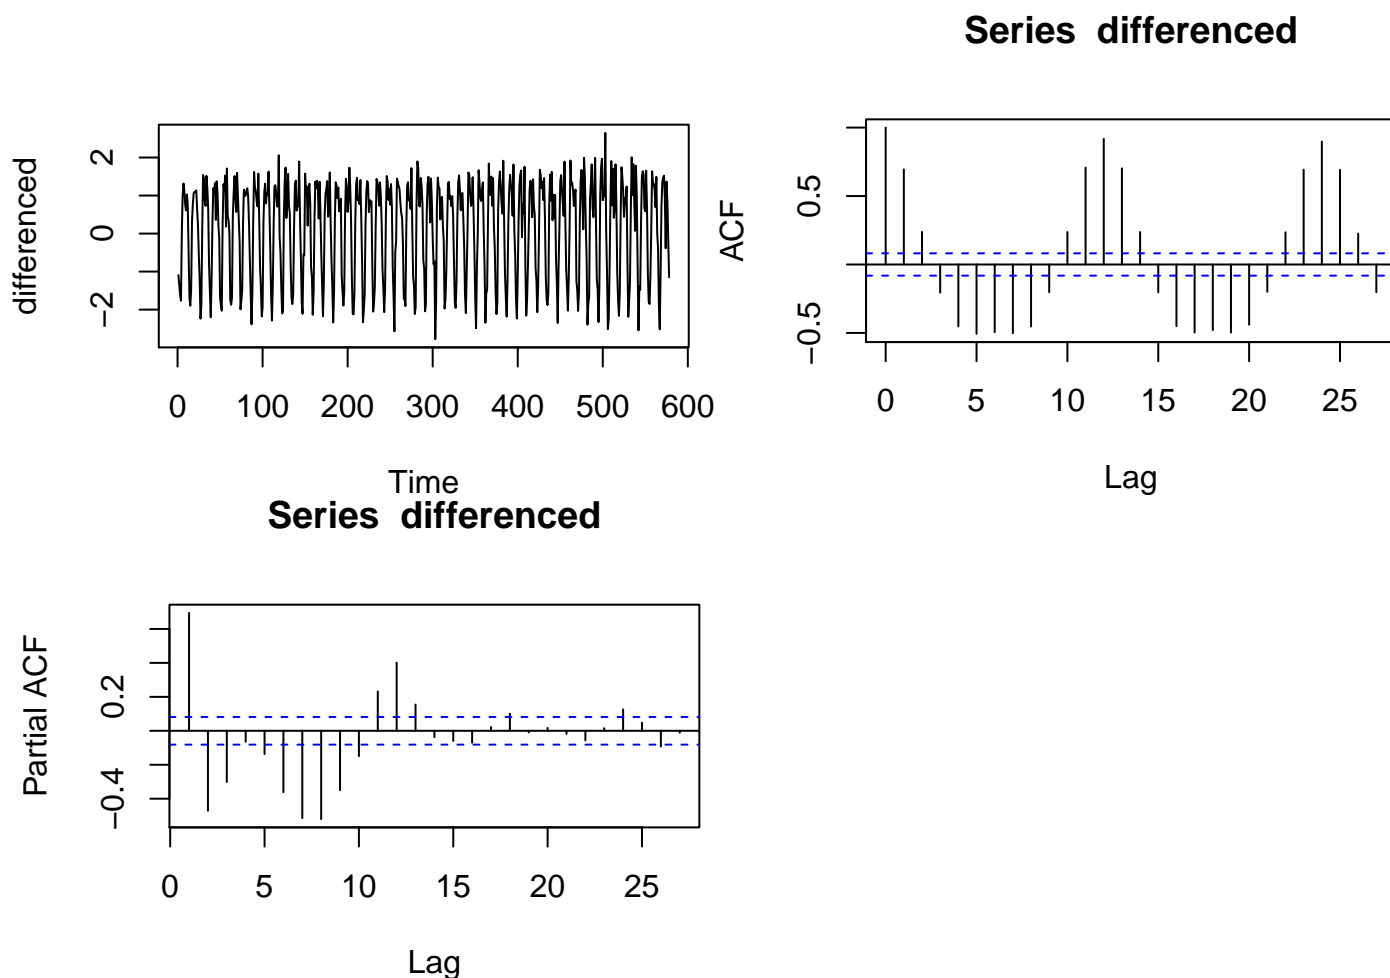 differenced
2
0
−2
0 100 200 300 400 500 600
Time
Series differenced
ACF
0.5
−0.5
0 5 10 15 20 25
Lag
Series differenced
Partial ACF
0.2
−0.4
0 5 10 15 20 25
Lag